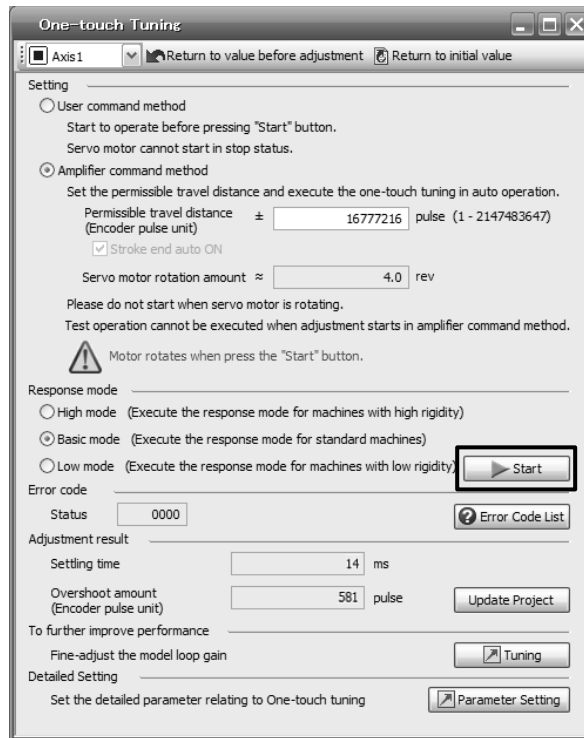 One-touch Tuning
Axis1 Return to value before adjustment Return to initial value
Setting
User command method
Start to operate before pressing "Start" button.
Servo motor cannot start in stop status.
Amplifier command method
Set the permissible travel distance and execute the one-touch tuning in auto operation.
Permissible travel distance ± 16777216 pulse (1 - 2147483647)
(Encoder pulse unit)
Stroke end auto ON
Servo motor rotation amount ≈ 4.0 rev
Please do not start when servo motor is rotating.
Test operation cannot be executed when adjustment starts in amplifier command method.
Motor rotates when press the "Start" button.
Response mode
High mode (Execute the response mode for machines with high rigidity)
Basic mode (Execute the response mode for standard machines)
Low mode (Execute the response mode for machines with low rigidity) Start
Error code
Status 0000 Error Code List
Adjustment result
Settling time 14 ms
Overshoot amount 581 pulse Update Project
(Encoder pulse unit)
To further improve performance
Fine-adjust the model loop gain Tuning
Detailed Setting
Set the detailed parameter relating to One-touch tuning Parameter Setting